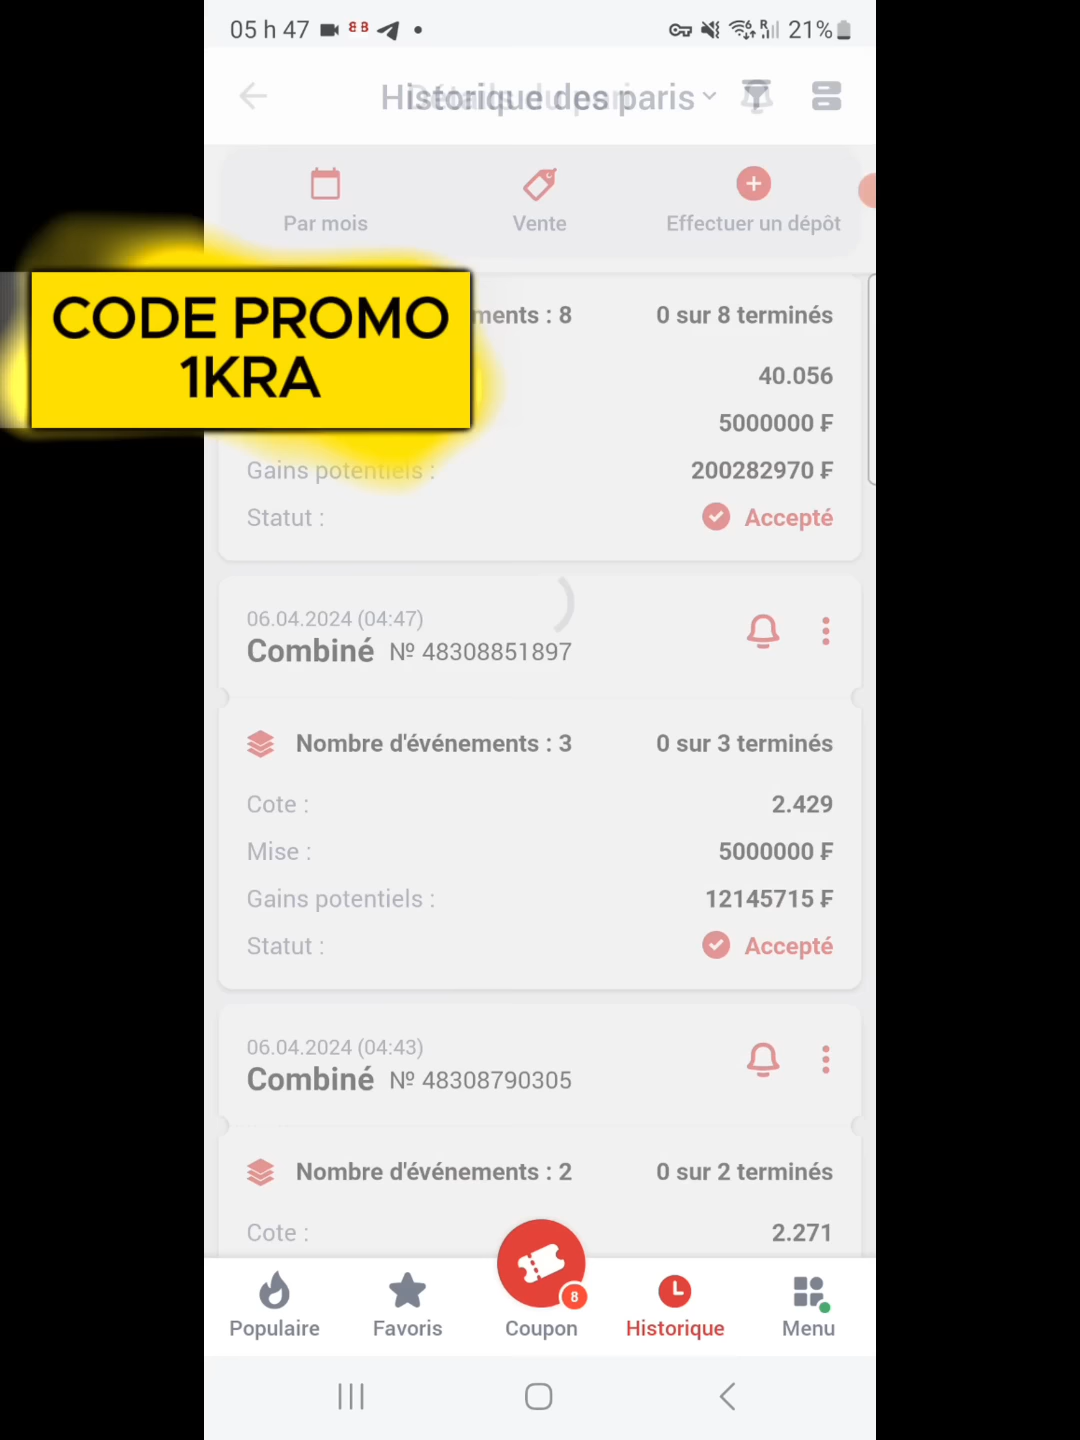 05 h 47
21%
Historique des paris
Par mois
Vente
Effectuer un dépôt
CODE PROMO
1KRA
ments : 8
0 sur 8 terminés
40.056
5000000 ₣
Gains potentiels :
200282970 ₣
Statut :
Accepté
06.04.2024 (04:47)
Combiné № 48308851897
Nombre d'événements : 3
0 sur 3 terminés
Cote :
2.429
Mise :
5000000 ₣
Gains potentiels :
12145715 ₣
Statut :
Accepté
06.04.2024 (04:43)
Combiné № 48308790305
Nombre d'événements : 2
0 sur 2 terminés
Cote :
2.271
8
Populaire
Favoris
Coupon
Historique
Menu